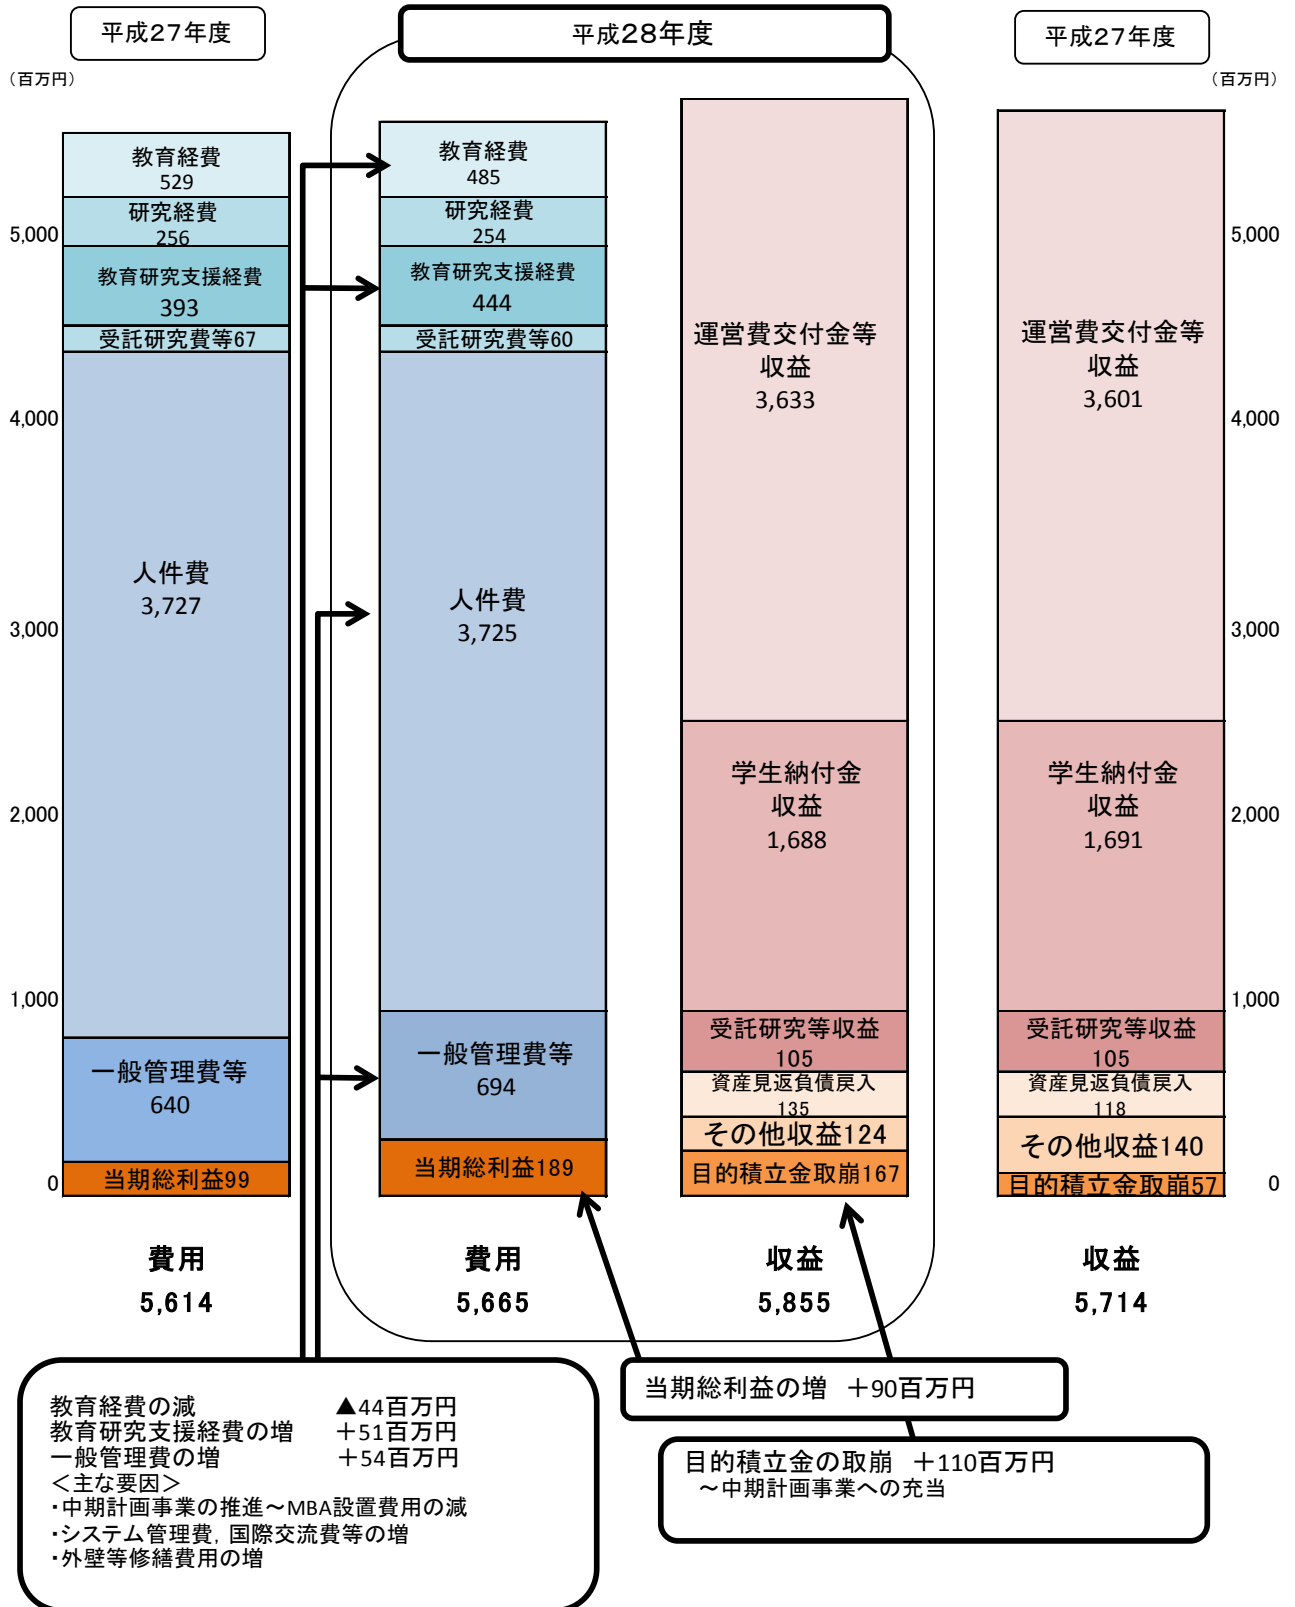 平成27年度
平成28年度
平成27年度
（百万円）
（百万円）
5,000
4,000
3,000
2,000
1,000
0
教育経費
529
研究経費
256
教育研究支援経費
393
受託研究費等67
人件費
3,727
一般管理費等
640
当期総利益99
教育経費
485
研究経費
254
教育研究支援経費
444
受託研究費等60
人件費
3,725
一般管理費等
694
当期総利益189
運営費交付金等
収益
3,633
学生納付金
収益
1,688
受託研究等収益
105
資産見返負債戻入
135
その他収益124
目的積立金取崩167
運営費交付金等
収益
3,601
学生納付金
収益
1,691
受託研究等収益
105
資産見返負債戻入
118
その他収益140
目的積立金取崩57
5,000
4,000
3,000
2,000
1,000
0
費用
5,614
費用
5,665
収益
5,855
収益
5,714
教育経費の減 ▲44百万円
教育研究支援経費の増 ＋51百万円
一般管理費の増 ＋54百万円
＜主な要因＞
・中期計画事業の推進～MBA設置費用の減
・システム管理費，国際交流費等の増
・外壁等修繕費用の増
当期総利益の増 ＋90百万円
目的積立金の取崩 ＋110百万円
～中期計画事業への充当